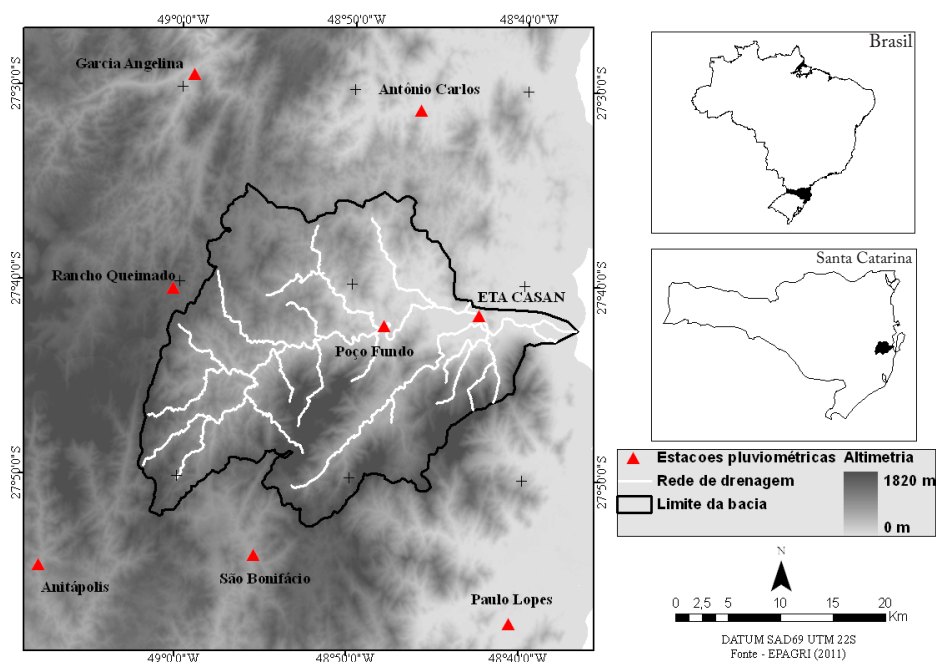 49°0'0"W 48°50'0"W 48°40'0"W
Garcia Angelina
27°30'0"S
27°30'0"S
Antônio Carlos
Rancho Queimado
27°40'0"S
27°40'0"S
ETA CASAN
Poço Fundo
27°50'0"S
27°50'0"S
Anitápolis
São Bonifácio
Paulo Lopes
49°0'0"W 48°50'0"W 48°40'0"W
Brasil
Santa Catarina
Estacoes pluviométricas
Rede de drenagem
Limite da bacia
Altimetria
1820 m
0 m
N
0 2,5 5 10 15 20
Km
DATUM SAD69 UTM 22S
Fonte - EPAGRI (2011)